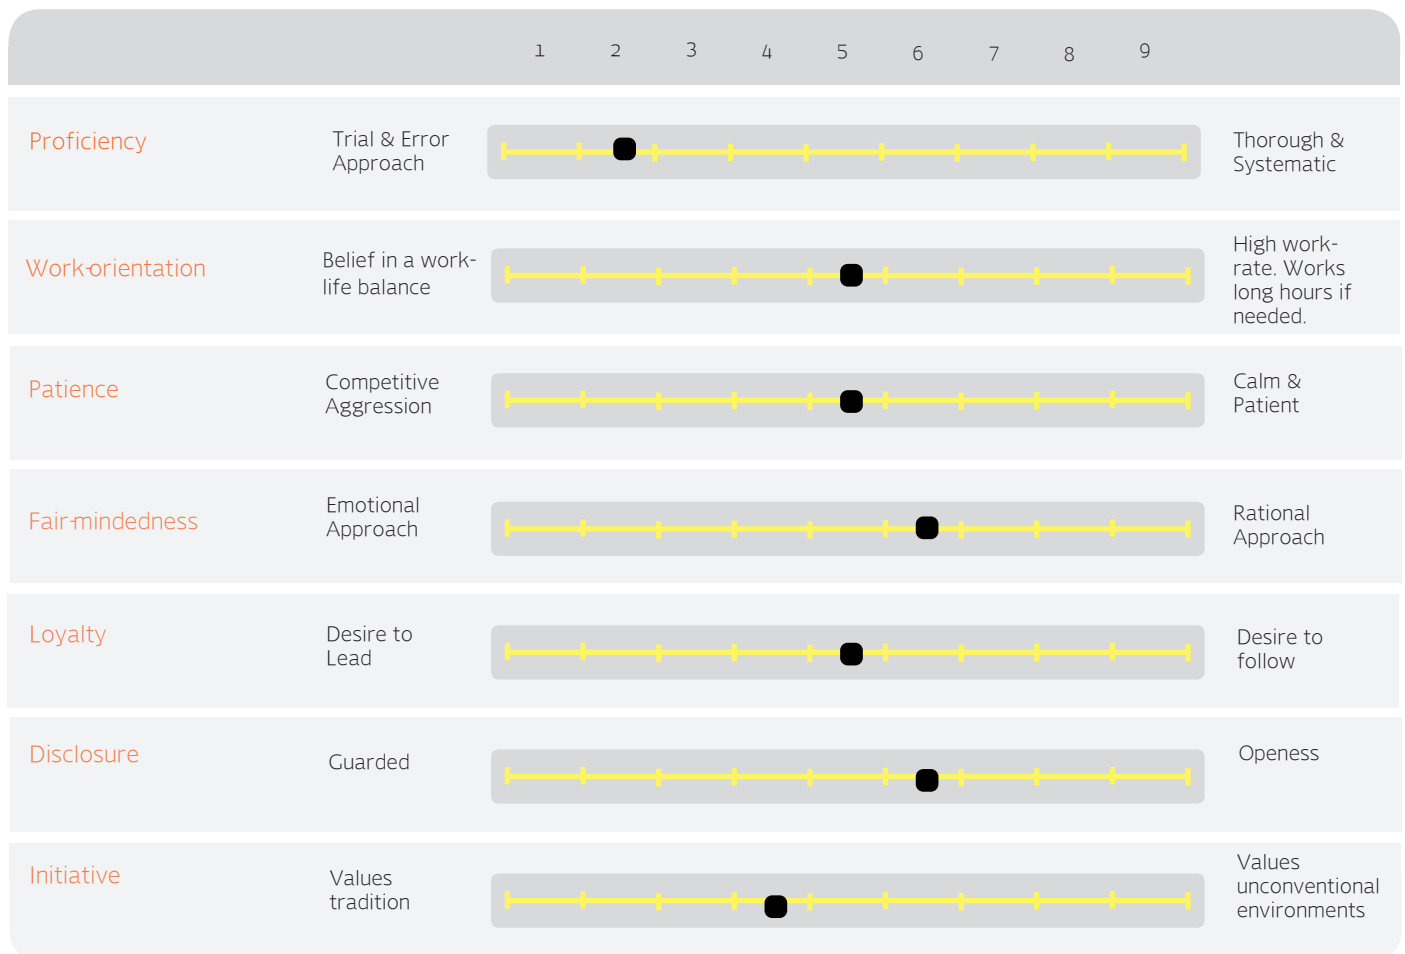 1 2 3 4 5 6 7 8 9
Proficiency
Trial & Error
Approach
Thorough &
Systematic
Work-orientation
Belief in a work-
life balance
High work-
rate. Works
long hours if
needed.
Patience
Competitive
Aggression
Calm &
Patient
Fair-mindedness
Emotional
Approach
Rational
Approach
Loyalty
Desire to
Lead
Desire to
follow
Disclosure
Guarded
Openess
Initiative
Values
tradition
Values
unconventional
environments